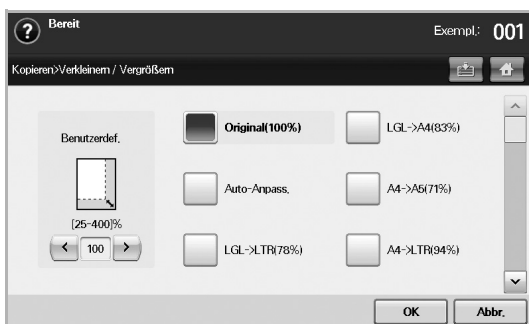 Bereit
Exempl.: 001
Kopieren>Verkleinern / Vergrößern
Benutzerdef.
[25-400]%
100
Original(100%)
LGL->A4(83%)
Auto-Anpass.
A4->A5(71%)
LGL->LTR(78%)
A4->LTR(94%)
OK
Abbr.